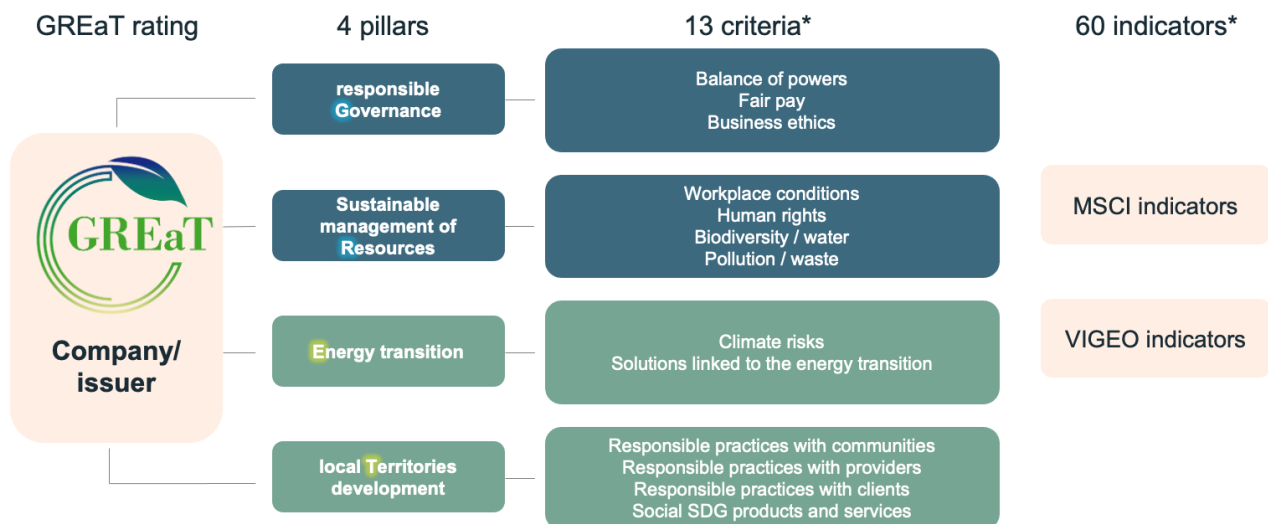 GREaT rating
4 pillars
13 criteria*
60 indicators*
responsible
Governance
Balance of powers
Fair pay
Business ethics
GREaT
Company/
issuer
Sustainable
management of
Resources
Workplace conditions
Human rights
Biodiversity / water
Pollution / waste
MSCI indicators
Energy transition
Climate risks
Solutions linked to the energy transition
VIGEO indicators
local Territories
development
Responsible practices with communities
Responsible practices with providers
Responsible practices with clients
Social SDG products and services